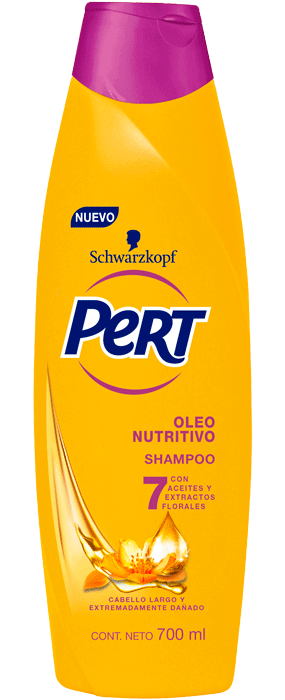 NUEVO
Schwarzkopf
PERT
OLEO
NUTRITIVO
SHAMPOO
7 CON
ACEITES Y
EXTRACTOS
FLORALES
CABELLO LARGO Y
EXTREMADAMENTE DAÑADO
CONT. NETO 700 ml